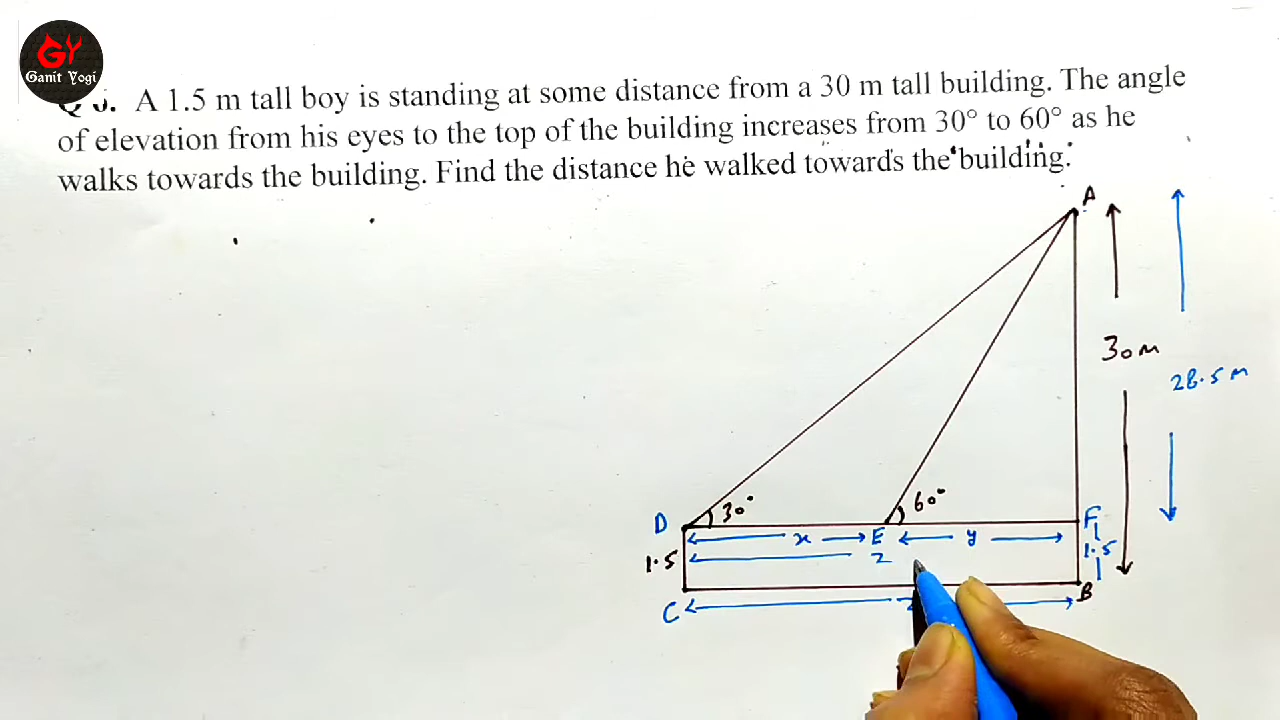 GY
Ganit Yogi
A 1.5 m tall boy is standing at some distance from a 30 m tall building. The angle
of elevation from his eyes to the top of the building increases from 30° to 60° as he
walks towards the building. Find the distance he walked towards the building.
A
30 m
28.5 m
D 30° 60° F
x E y
1.5 z 1.5
C B